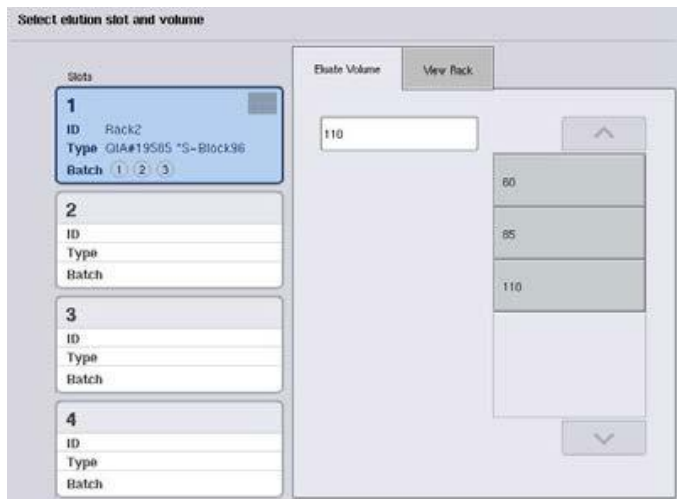 Select elution slot and volume
Slots
1
ID Rack2
Type QIA#19585 *S-Block96
Batch 1 2 3
2
ID
Type
Batch
3
ID
Type
Batch
4
ID
Type
Batch
Eluate Volume
View Rack
110
60
85
110